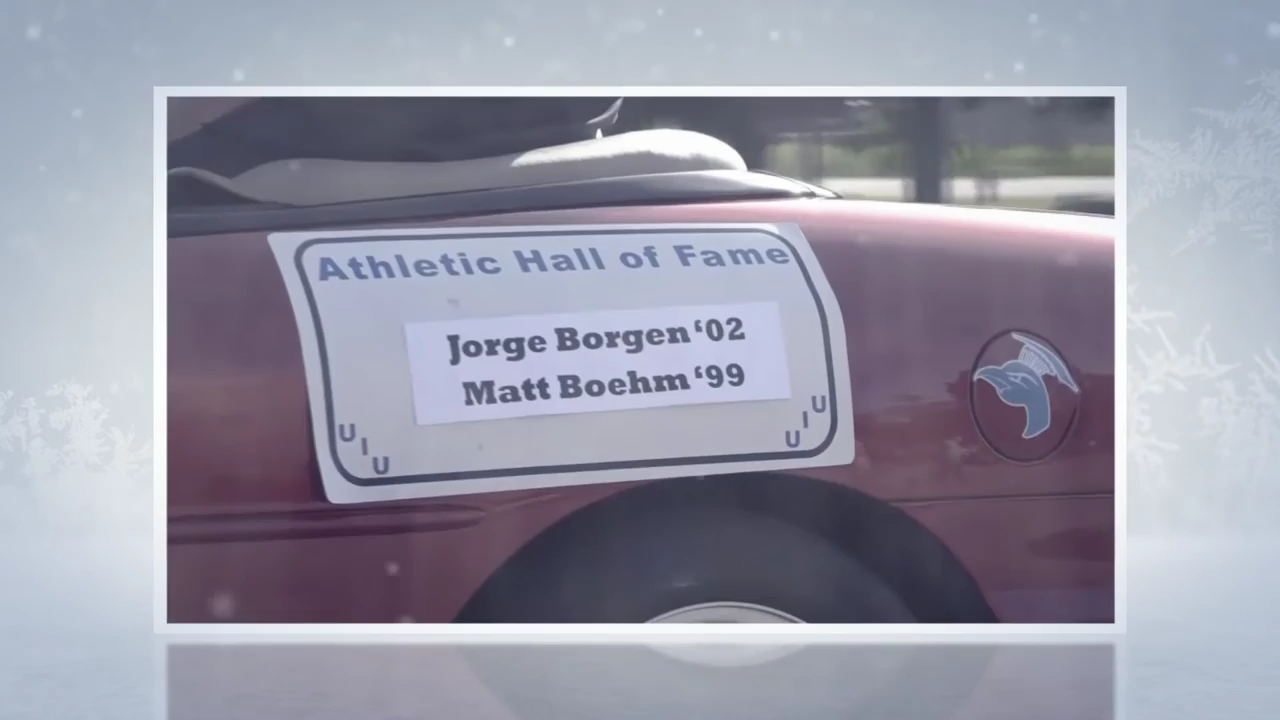 Athletic Hall of Fame
Jorge Borgen ‘02
Matt Boehm ‘99
UIU
UIU